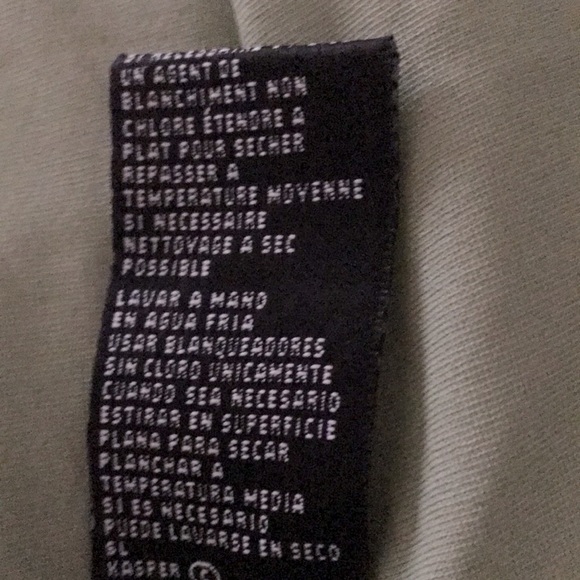 UN AGENT DE
BLANCHIMENT NON
CHLORE ÉTENDRE A
PLAT POUR SECHER
REPASSER A
TEMPERATURE MOYENNE
SI NECESSAIRE
NETTOYAGE A SEC
POSSIBLE
LAVAR A MANO
EN AGUA FRIA
USAR BLANQUEADORES
SIN CLORO UNICAMENTE
CUANDO SEA NECESARIO
ESTIRAR EN SUPERFICIE
PLANA PARA SECAR
PLANCHAR A
TEMPERATURA MEDIA
SI ES NECESARIO
PUEDE LAVARSE EN SECO
SL
KASPER ©